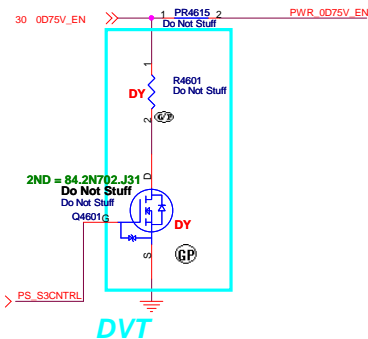 30 0D75V_EN
1 PR4615 2
PWR_0D75V_EN
Do Not Stuff
1
R4601
Do Not Stuff
DY
2
G/P
2ND = 84.2N702.J31
D
Do Not Stuff
Do Not Stuff
Q4601
G
DY
S
GP
PS_S3CNTRL
DVT